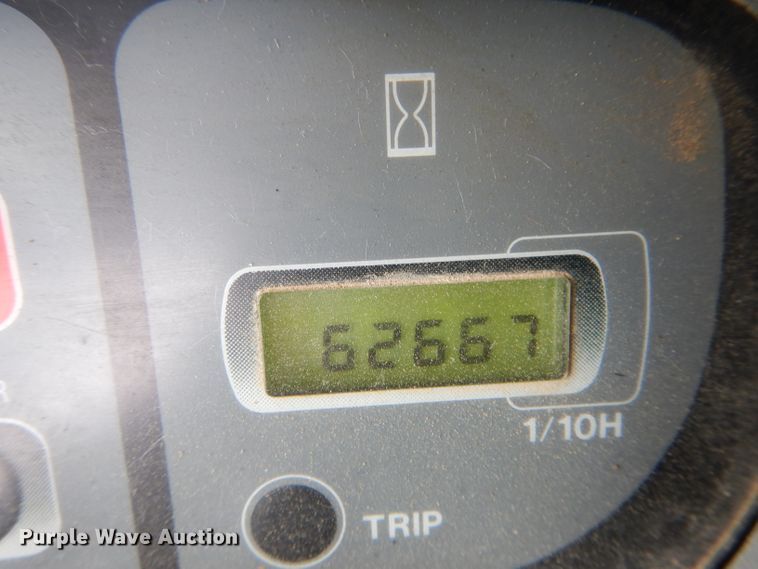 62667
1/10H
TRIP
R
Purple Wave Auction